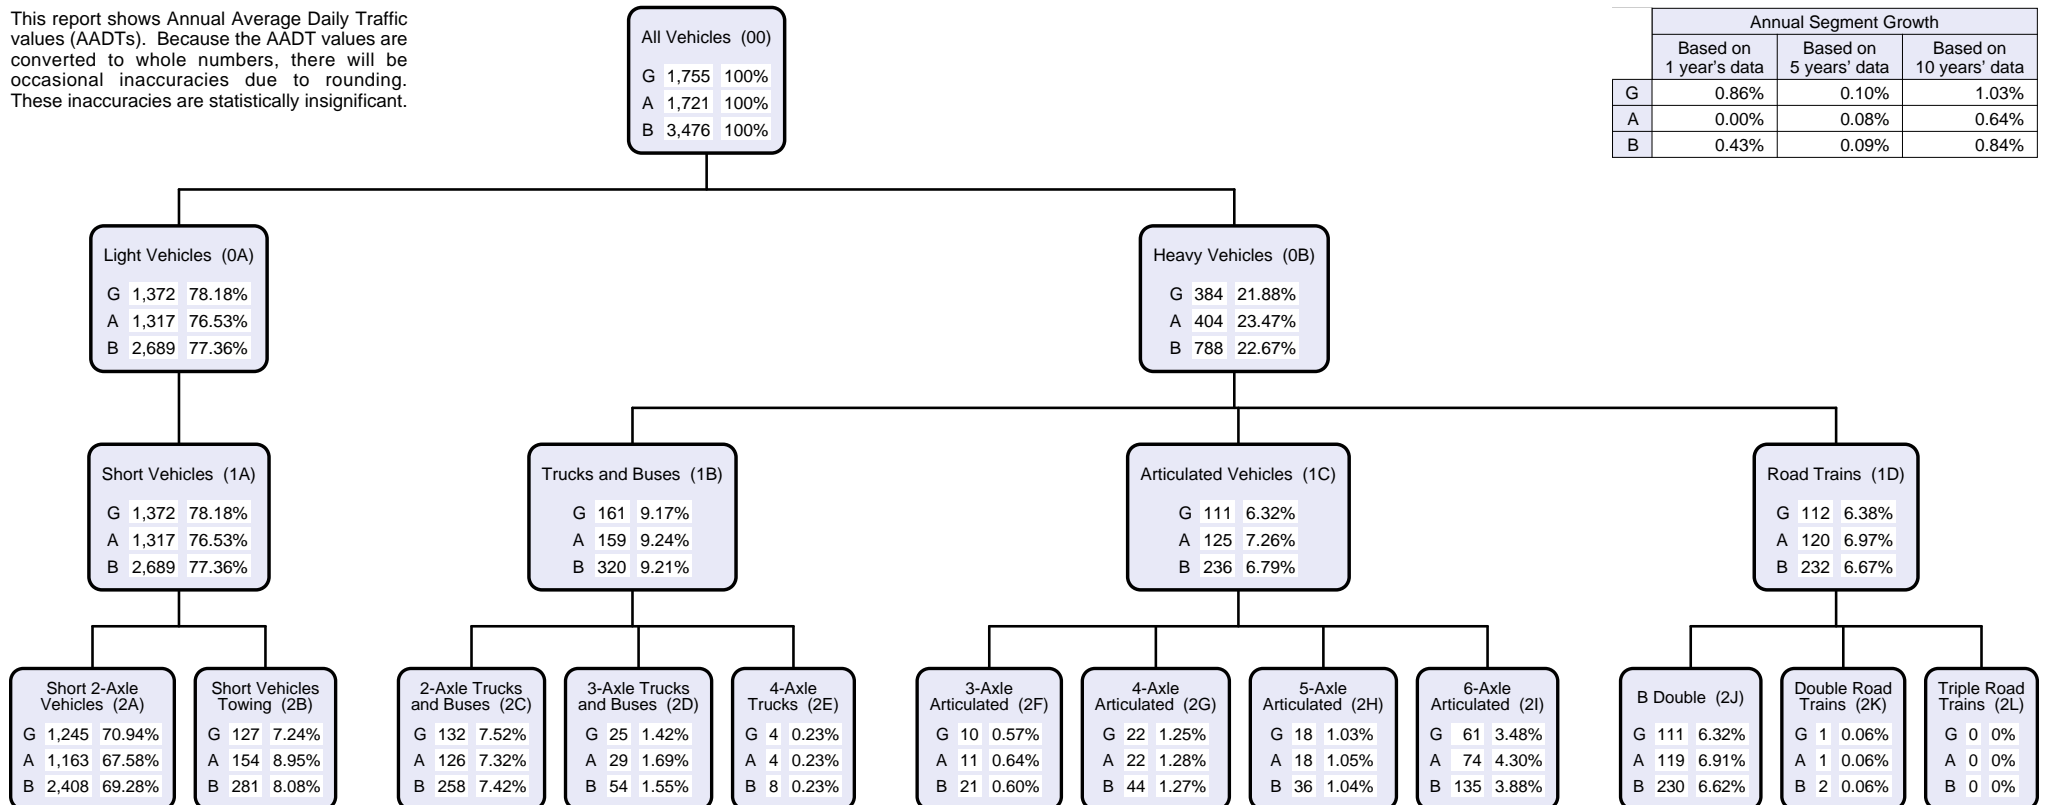 This report shows Annual Average Daily Traffic
values (AADTs). Because the AADT values are
converted to whole numbers, there will be
occasional inaccuracies due to rounding.
These inaccuracies are statistically insignificant.
All Vehicles (00)
G 1,755 100%
A 1,721 100%
B 3,476 100%
Annual Segment Growth
Based on 1 year's data Based on 5 years' data Based on 10 years' data
G 0.86% 0.10% 1.03%
A 0.00% 0.08% 0.64%
B 0.43% 0.09% 0.84%
Light Vehicles (0A)
G 1,372 78.18%
A 1,317 76.53%
B 2,689 77.36%
Heavy Vehicles (0B)
G 384 21.88%
A 404 23.47%
B 788 22.67%
Short Vehicles (1A)
G 1,372 78.18%
A 1,317 76.53%
B 2,689 77.36%
Trucks and Buses (1B)
G 161 9.17%
A 159 9.24%
B 320 9.21%
Articulated Vehicles (1C)
G 111 6.32%
A 125 7.26%
B 236 6.79%
Road Trains (1D)
G 112 6.38%
A 120 6.97%
B 232 6.67%
Short 2-Axle
Vehicles (2A)
G 1,245 70.94%
A 1,163 67.58%
B 2,408 69.28%
Short Vehicles
Towing (2B)
G 127 7.24%
A 154 8.95%
B 281 8.08%
2-Axle Trucks
and Buses (2C)
G 132 7.52%
A 126 7.32%
B 258 7.42%
3-Axle Trucks
and Buses (2D)
G 25 1.42%
A 29 1.69%
B 54 1.55%
4-Axle
Trucks (2E)
G 4 0.23%
A 4 0.23%
B 8 0.23%
3-Axle
Articulated (2F)
G 10 0.57%
A 11 0.64%
B 21 0.60%
4-Axle
Articulated (2G)
G 22 1.25%
A 22 1.28%
B 44 1.27%
5-Axle
Articulated (2H)
G 18 1.03%
A 18 1.05%
B 36 1.04%
6-Axle
Articulated (2I)
G 61 3.48%
A 74 4.30%
B 135 3.88%
B Double (2J)
G 111 6.32%
A 119 6.91%
B 230 6.62%
Double Road
Trains (2K)
G 1 0.06%
A 1 0.06%
B 2 0.06%
Triple Road
Trains (2L)
G 0 0%
A 0 0%
B 0 0%